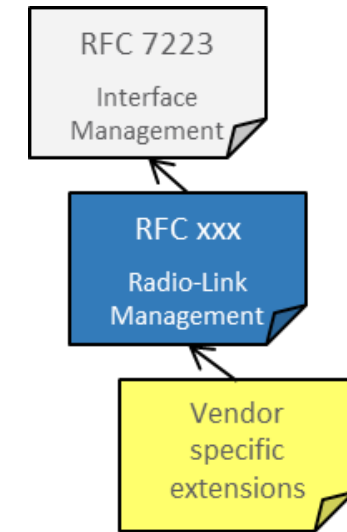 RFC 7223
Interface
Management
RFC xxx
Radio-Link
Management
Vendor
specific
extensions